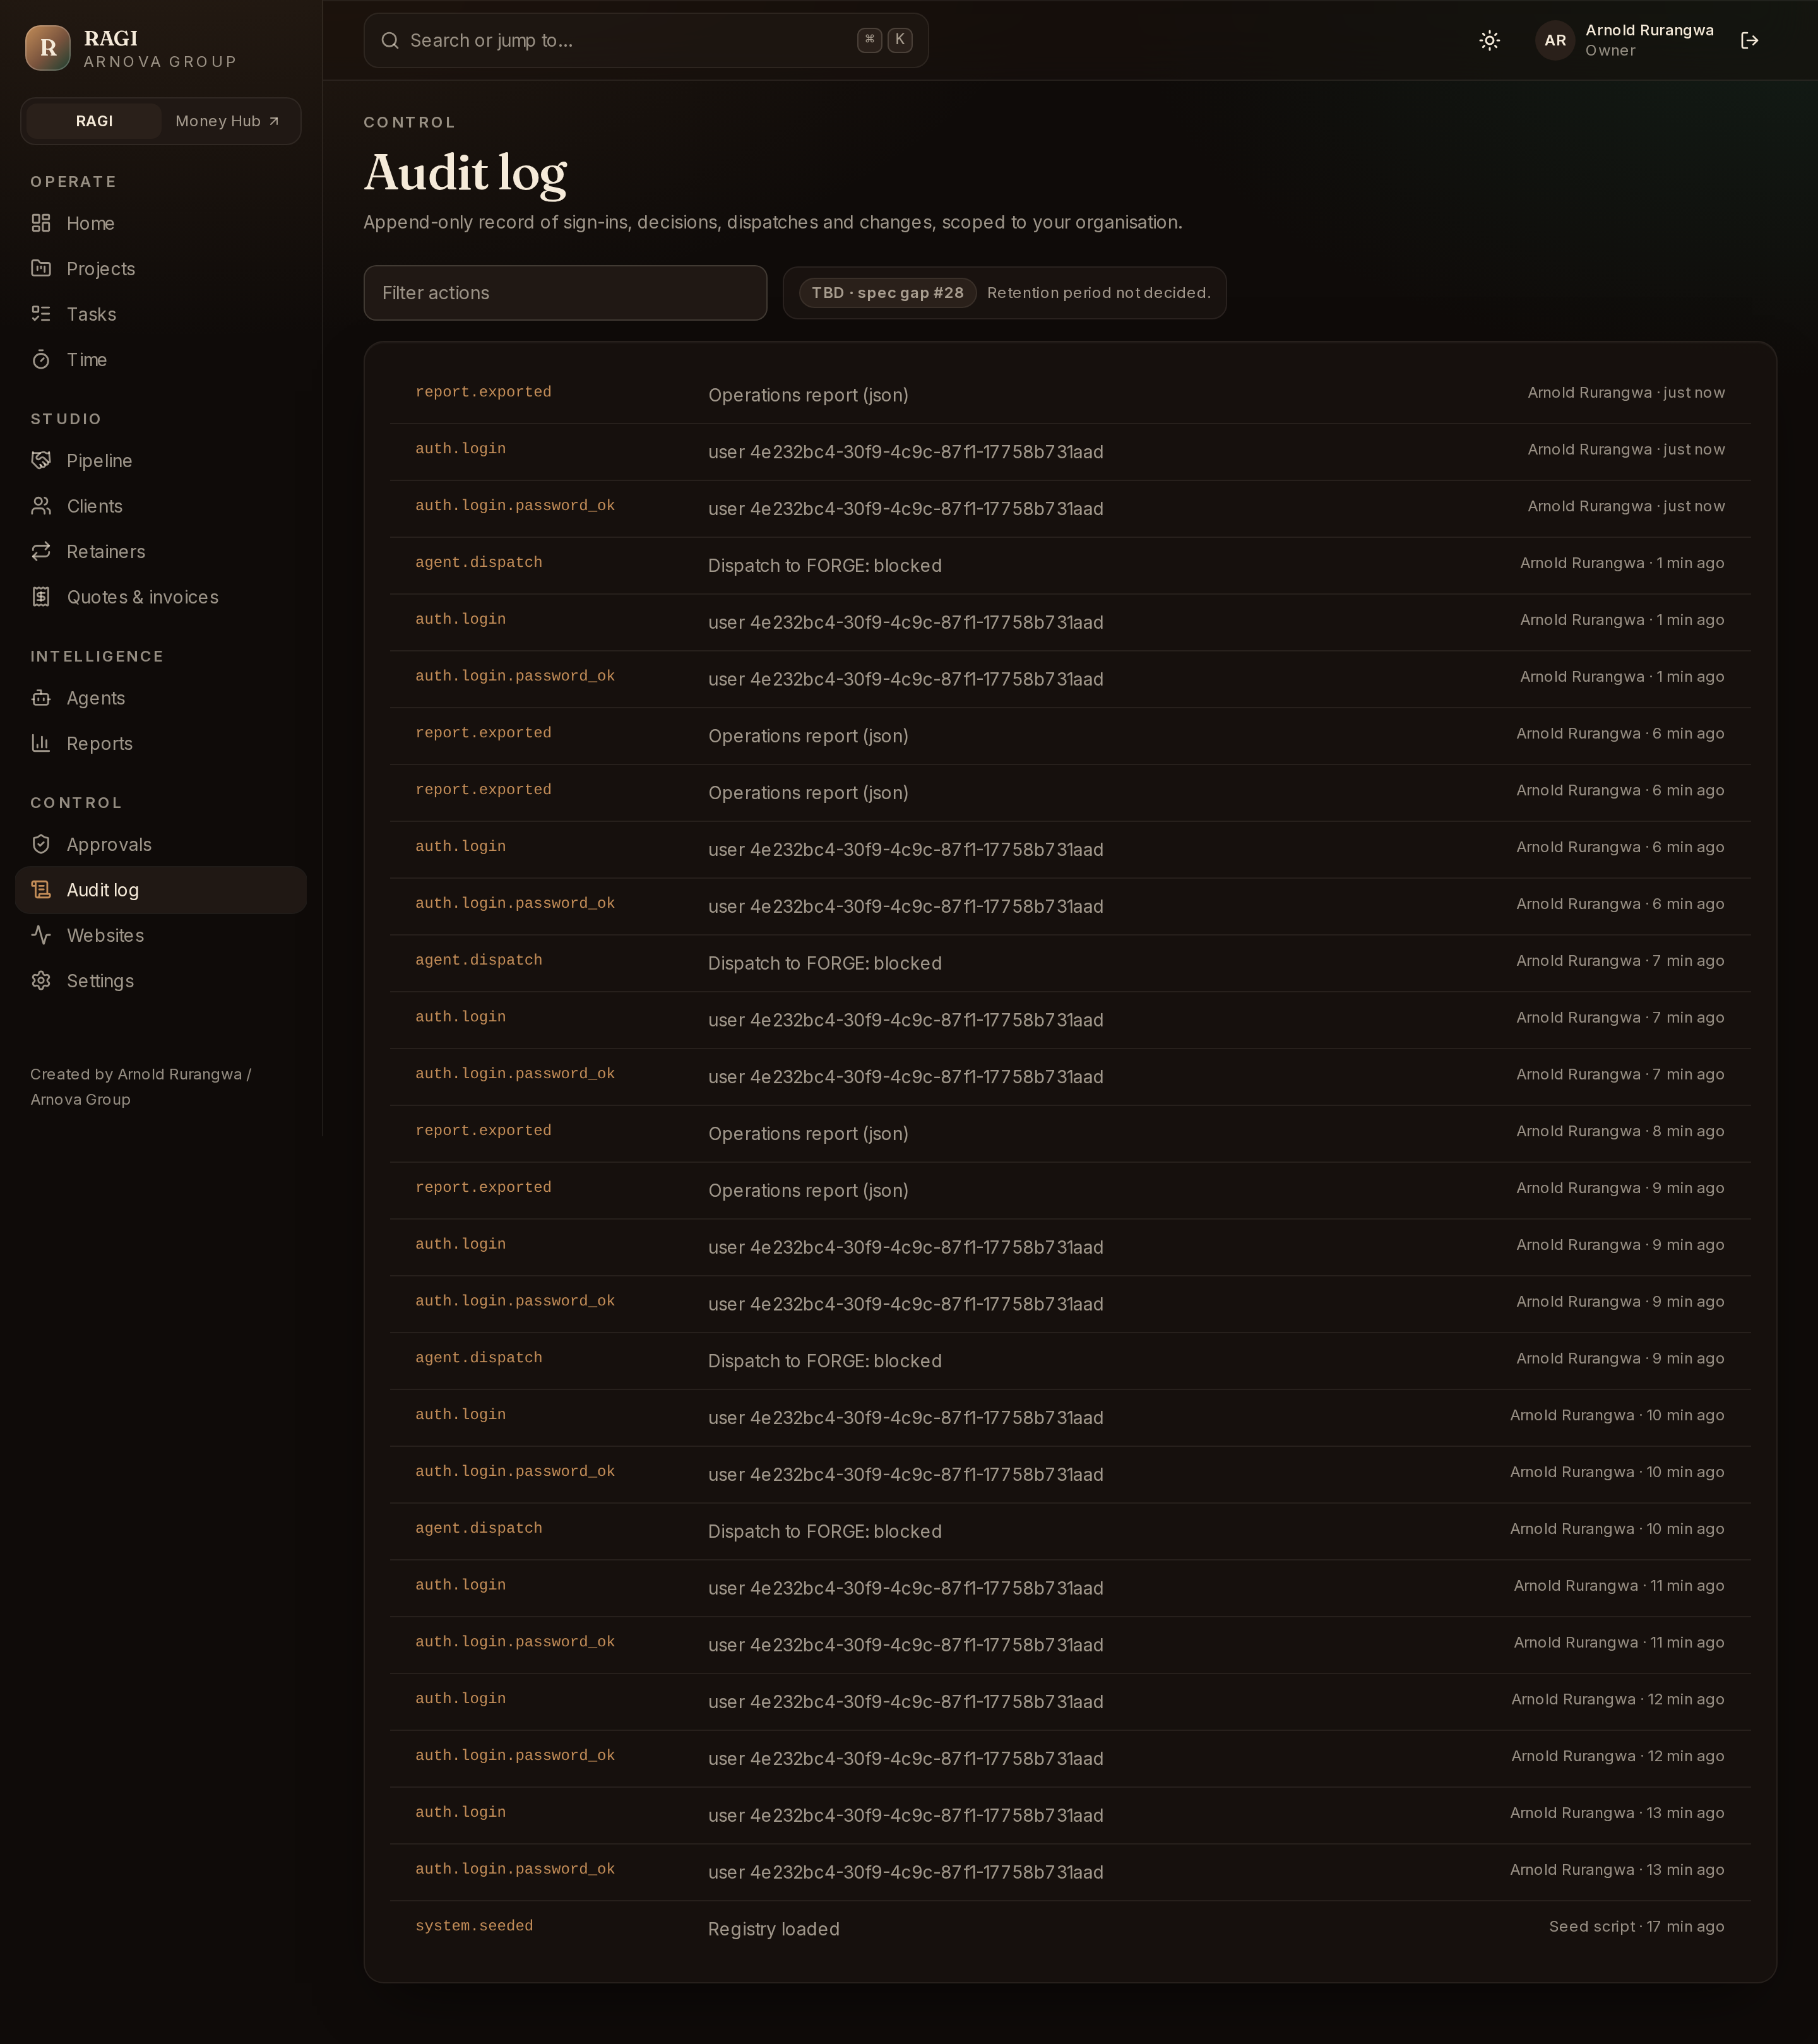 R
RAGI
ARNOVA GROUP
RAGI
Money Hub
OPERATE
Home
Projects
Tasks
Time
STUDIO
Pipeline
Clients
Retainers
Quotes & invoices
INTELLIGENCE
Agents
Reports
CONTROL
Approvals
Audit log
Websites
Settings
Created by Arnold Rurangwa /
Arnova Group
Search or jump to...
⌘ K
AR
Arnold Rurangwa
Owner
CONTROL
Audit log
Append-only record of sign-ins, decisions, dispatches and changes, scoped to your organisation.
Filter actions
TBD · spec gap #28 Retention period not decided.
report.exported Operations report (json) Arnold Rurangwa · just now
auth.login user 4e232bc4-30f9-4c9c-87f1-17758b731aad Arnold Rurangwa · just now
auth.login.password_ok user 4e232bc4-30f9-4c9c-87f1-17758b731aad Arnold Rurangwa · just now
agent.dispatch Dispatch to FORGE: blocked Arnold Rurangwa · 1 min ago
auth.login user 4e232bc4-30f9-4c9c-87f1-17758b731aad Arnold Rurangwa · 1 min ago
auth.login.password_ok user 4e232bc4-30f9-4c9c-87f1-17758b731aad Arnold Rurangwa · 1 min ago
report.exported Operations report (json) Arnold Rurangwa · 6 min ago
report.exported Operations report (json) Arnold Rurangwa · 6 min ago
auth.login user 4e232bc4-30f9-4c9c-87f1-17758b731aad Arnold Rurangwa · 6 min ago
auth.login.password_ok user 4e232bc4-30f9-4c9c-87f1-17758b731aad Arnold Rurangwa · 6 min ago
agent.dispatch Dispatch to FORGE: blocked Arnold Rurangwa · 7 min ago
auth.login user 4e232bc4-30f9-4c9c-87f1-17758b731aad Arnold Rurangwa · 7 min ago
auth.login.password_ok user 4e232bc4-30f9-4c9c-87f1-17758b731aad Arnold Rurangwa · 7 min ago
report.exported Operations report (json) Arnold Rurangwa · 8 min ago
report.exported Operations report (json) Arnold Rurangwa · 9 min ago
auth.login user 4e232bc4-30f9-4c9c-87f1-17758b731aad Arnold Rurangwa · 9 min ago
auth.login.password_ok user 4e232bc4-30f9-4c9c-87f1-17758b731aad Arnold Rurangwa · 9 min ago
agent.dispatch Dispatch to FORGE: blocked Arnold Rurangwa · 9 min ago
auth.login user 4e232bc4-30f9-4c9c-87f1-17758b731aad Arnold Rurangwa · 10 min ago
auth.login.password_ok user 4e232bc4-30f9-4c9c-87f1-17758b731aad Arnold Rurangwa · 10 min ago
agent.dispatch Dispatch to FORGE: blocked Arnold Rurangwa · 10 min ago
auth.login user 4e232bc4-30f9-4c9c-87f1-17758b731aad Arnold Rurangwa · 11 min ago
auth.login.password_ok user 4e232bc4-30f9-4c9c-87f1-17758b731aad Arnold Rurangwa · 11 min ago
auth.login user 4e232bc4-30f9-4c9c-87f1-17758b731aad Arnold Rurangwa · 12 min ago
auth.login.password_ok user 4e232bc4-30f9-4c9c-87f1-17758b731aad Arnold Rurangwa · 12 min ago
auth.login user 4e232bc4-30f9-4c9c-87f1-17758b731aad Arnold Rurangwa · 13 min ago
auth.login.password_ok user 4e232bc4-30f9-4c9c-87f1-17758b731aad Arnold Rurangwa · 13 min ago
system.seeded Registry loaded Seed script · 17 min ago